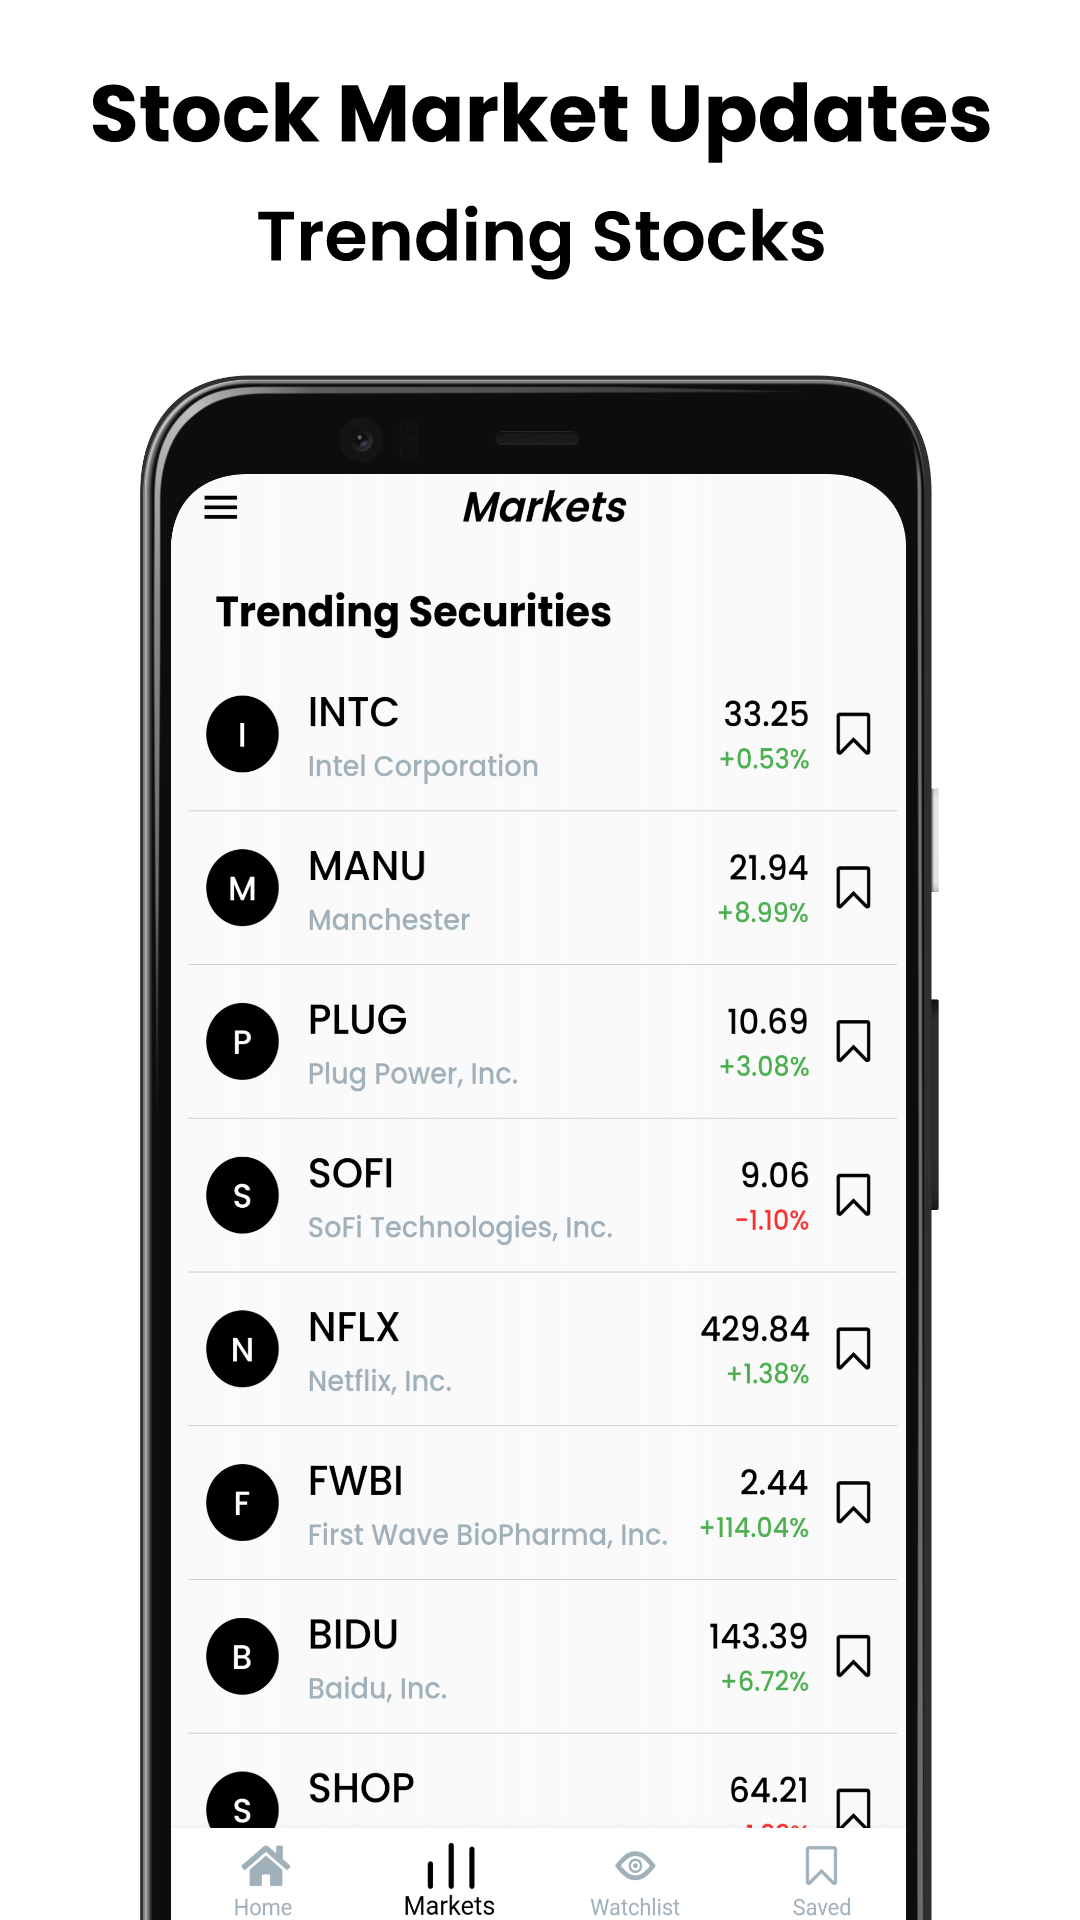 Stock Market Updates
Trending Stocks
Markets
Trending Securities
I INTC 33.25
Intel Corporation +0.53%
M MANU 21.94
Manchester +8.99%
P PLUG 10.69
Plug Power, Inc. +3.08%
S SOFI 9.06
SoFi Technologies, Inc. -1.10%
N NFLX 429.84
Netflix, Inc. +1.38%
F FWBI 2.44
First Wave BioPharma, Inc. +114.04%
B BIDU 143.39
Baidu, Inc. +6.72%
S SHOP 64.21
Home Markets Watchlist Saved